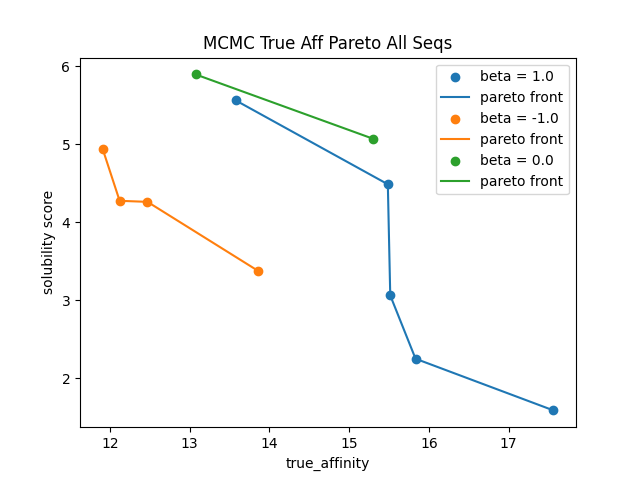 MCMC True Aff Pareto All Seqs
beta = 1.0
pareto front
beta = -1.0
pareto front
beta = 0.0
pareto front
solubility score
6
5
4
3
2
12 13 14 15 16 17
true_affinity